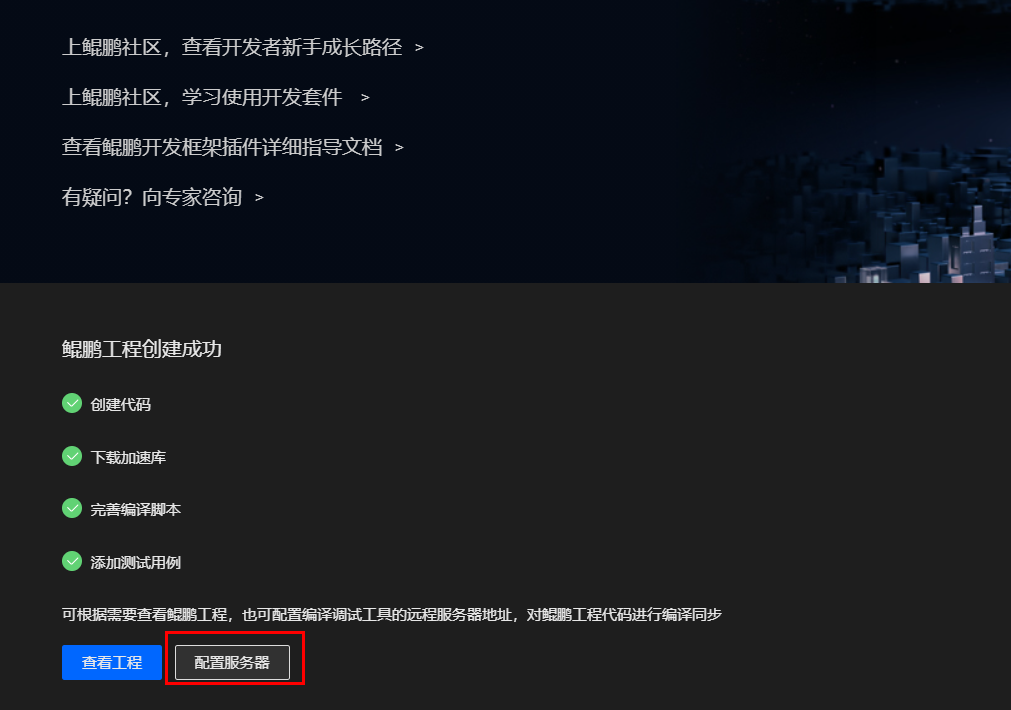 上鲲鹏社区，查看开发者新手成长路径 >
上鲲鹏社区，学习使用开发套件 >
查看鲲鹏开发框架插件详细指导文档 >
有疑问？向专家咨询 >
鲲鹏工程创建成功
创建代码
下载加速库
完善编译脚本
添加测试用例
可根据需要查看鲲鹏工程，也可配置编译调试工具的远程服务器地址，对鲲鹏工程代码进行编译同步
查看工程 配置服务器